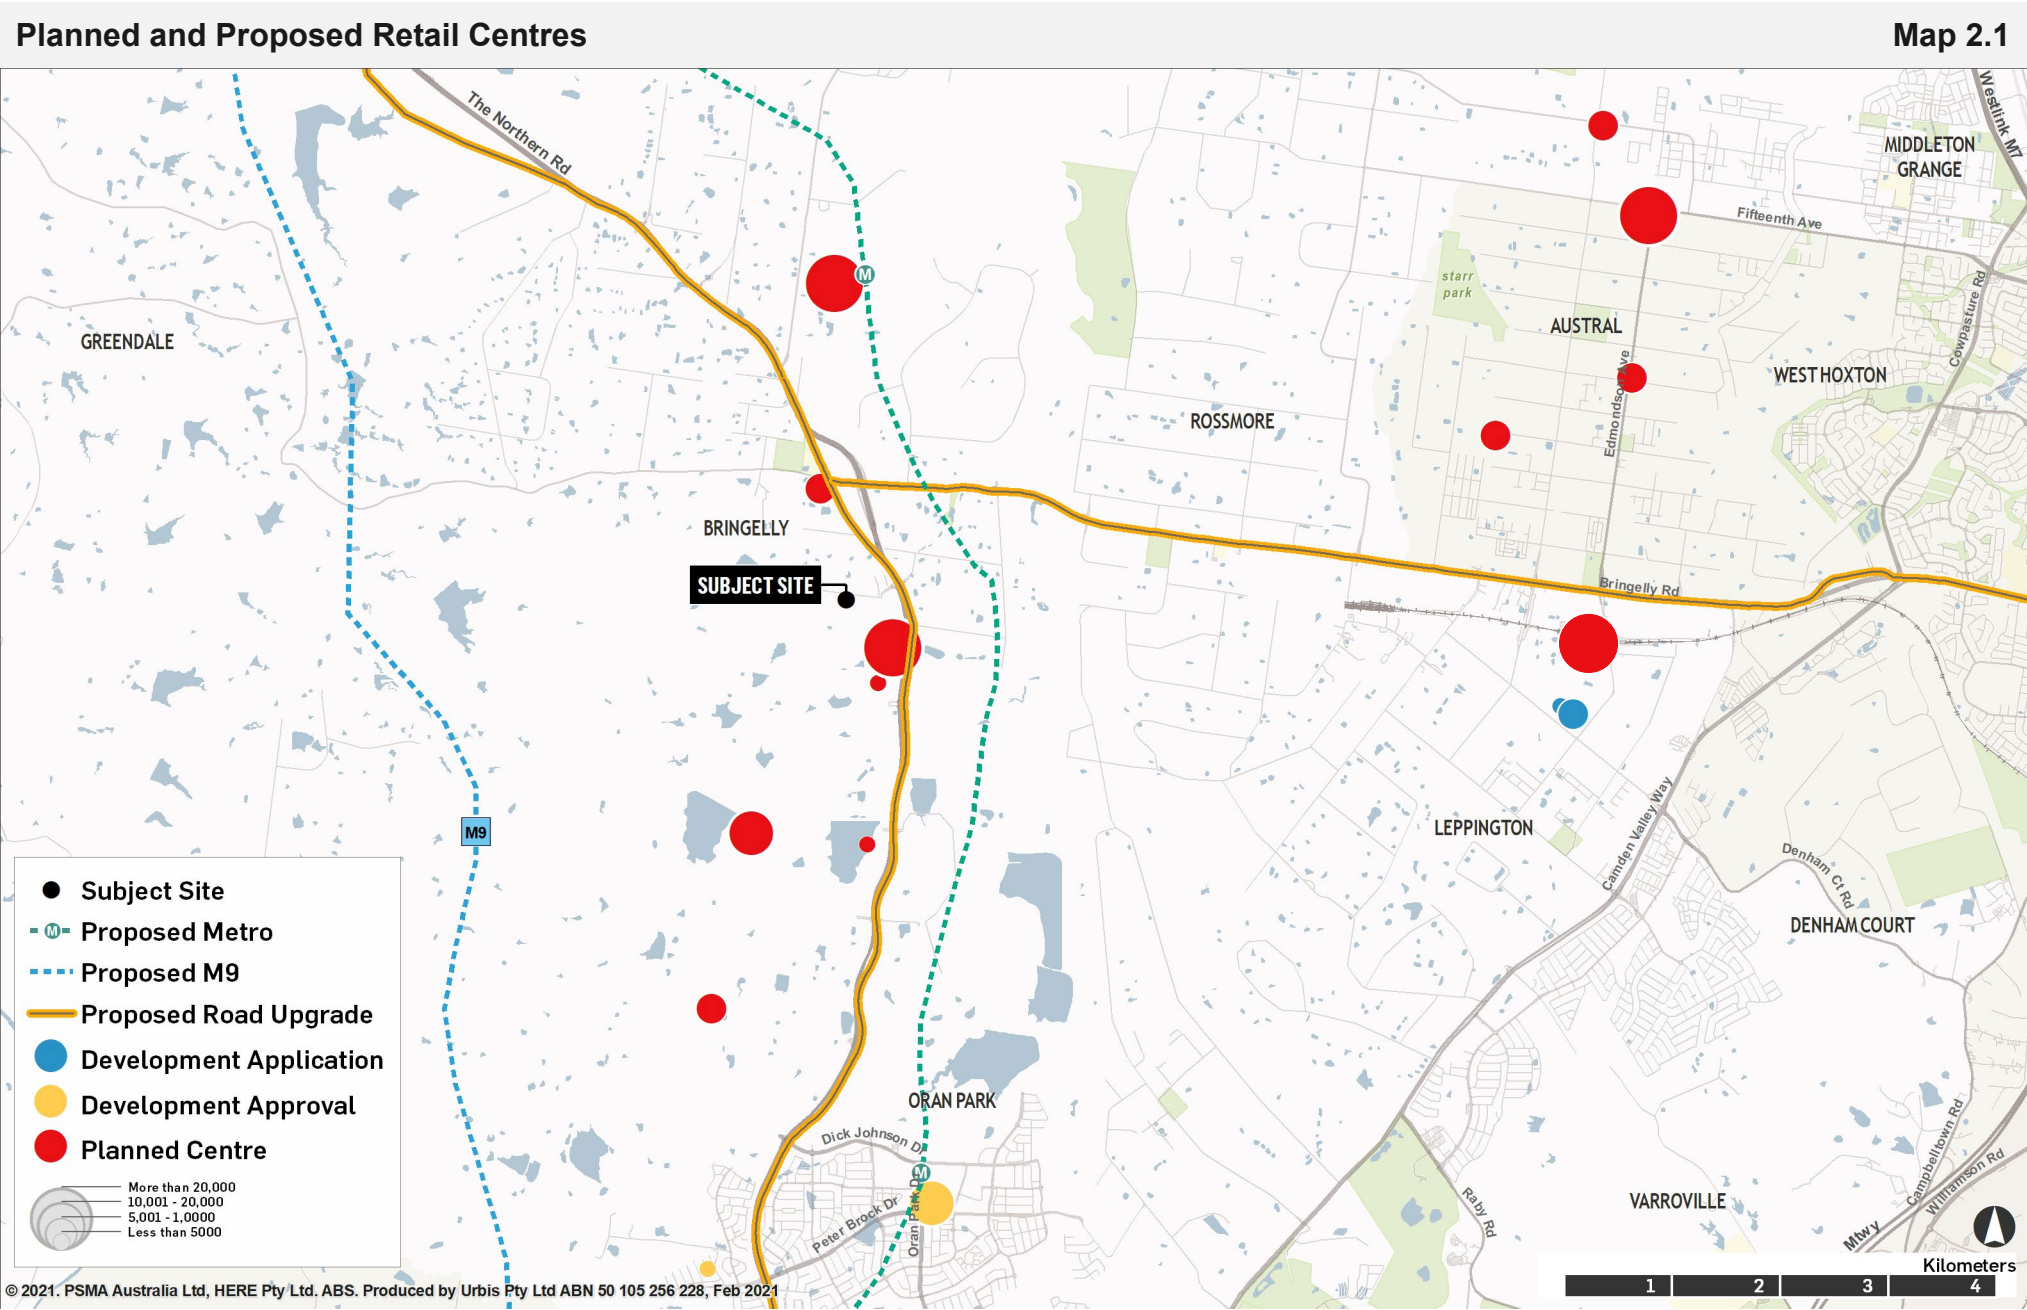 Planned and Proposed Retail Centres
Map 2.1
The Northern Rd
Westlink M7
MIDDLETON
GRANGE
Fifteenth Ave
M
starr
park
Cowpasture Rd
GREENDALE
AUSTRAL
Edmondson Ave
WEST HOXTON
ROSSMORE
BRINGELLY
SUBJECT SITE
Bringelly Rd
M9
LEPPINGTON
Camden Valley Way
Denham Ct Rd
DENHAM COURT
Subject Site
M
Proposed Metro
Proposed M9
Proposed Road Upgrade
Development Application
Development Approval
Planned Centre
More than 20,000
10,001 - 20,000
5,001 - 1,0000
Less than 5000
ORAN PARK
Dick Johnson Dr
M
Oran Park Dr
Peter Brock Dr
Raby Rd
VARROVILLE
Campbelltown Rd
Williamson Rd
Mtwy
Kilometers
1 2 3 4
© 2021. PSMA Australia Ltd, HERE Pty Ltd. ABS. Produced by Urbis Pty Ltd ABN 50 105 256 228, Feb 2021